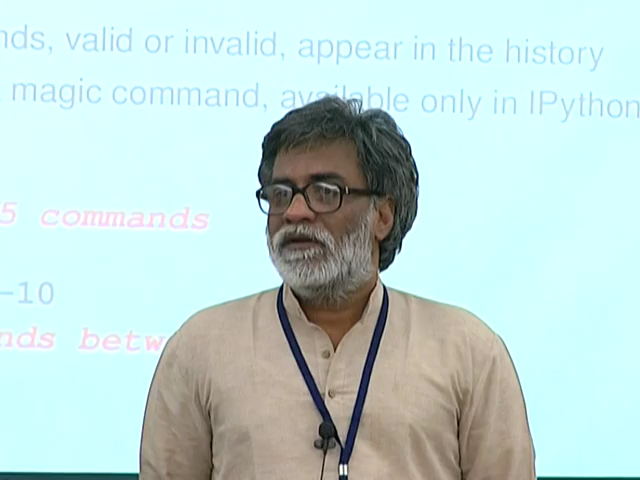 nds, valid or invalid, appear in the history
magic command, available only in IPython
5 commands
-10
nds betw